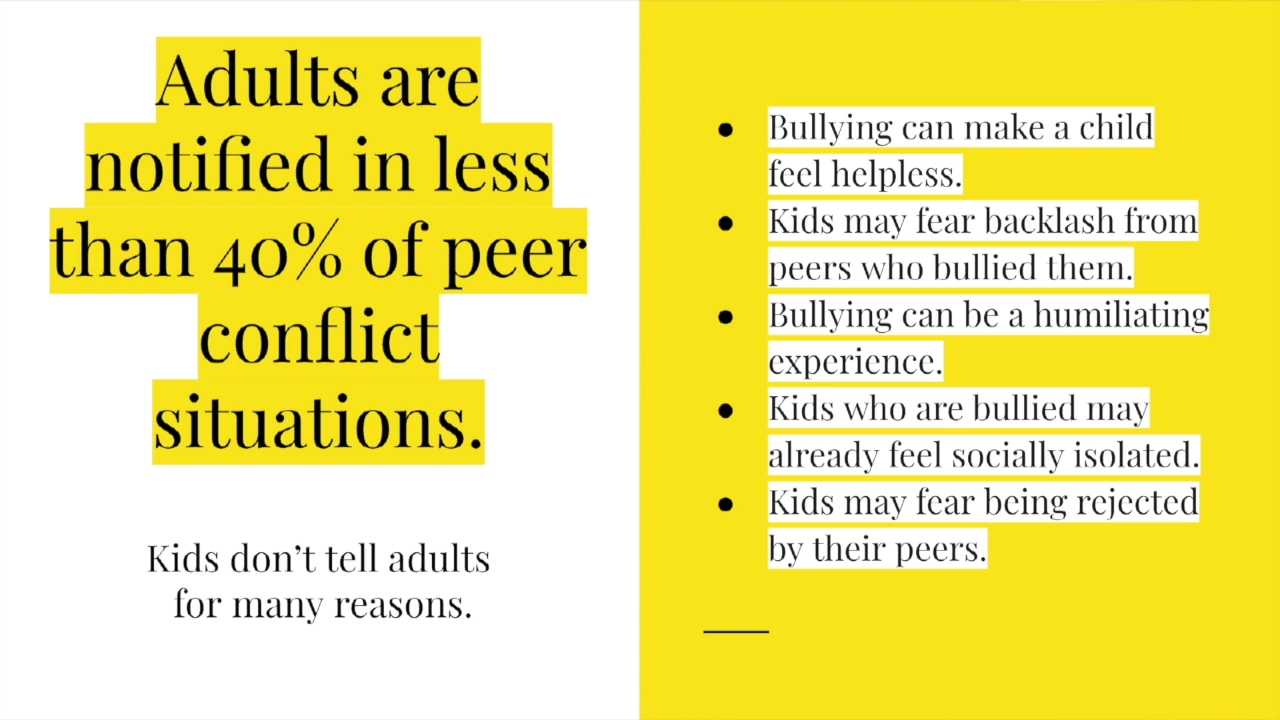 Adults are
notified in less
than 40% of peer
conflict
situations.
Kids don’t tell adults
for many reasons.
● Bullying can make a child
feel helpless.
● Kids may fear backlash from
peers who bullied them.
● Bullying can be a humiliating
experience.
● Kids who are bullied may
already feel socially isolated.
● Kids may fear being rejected
by their peers.